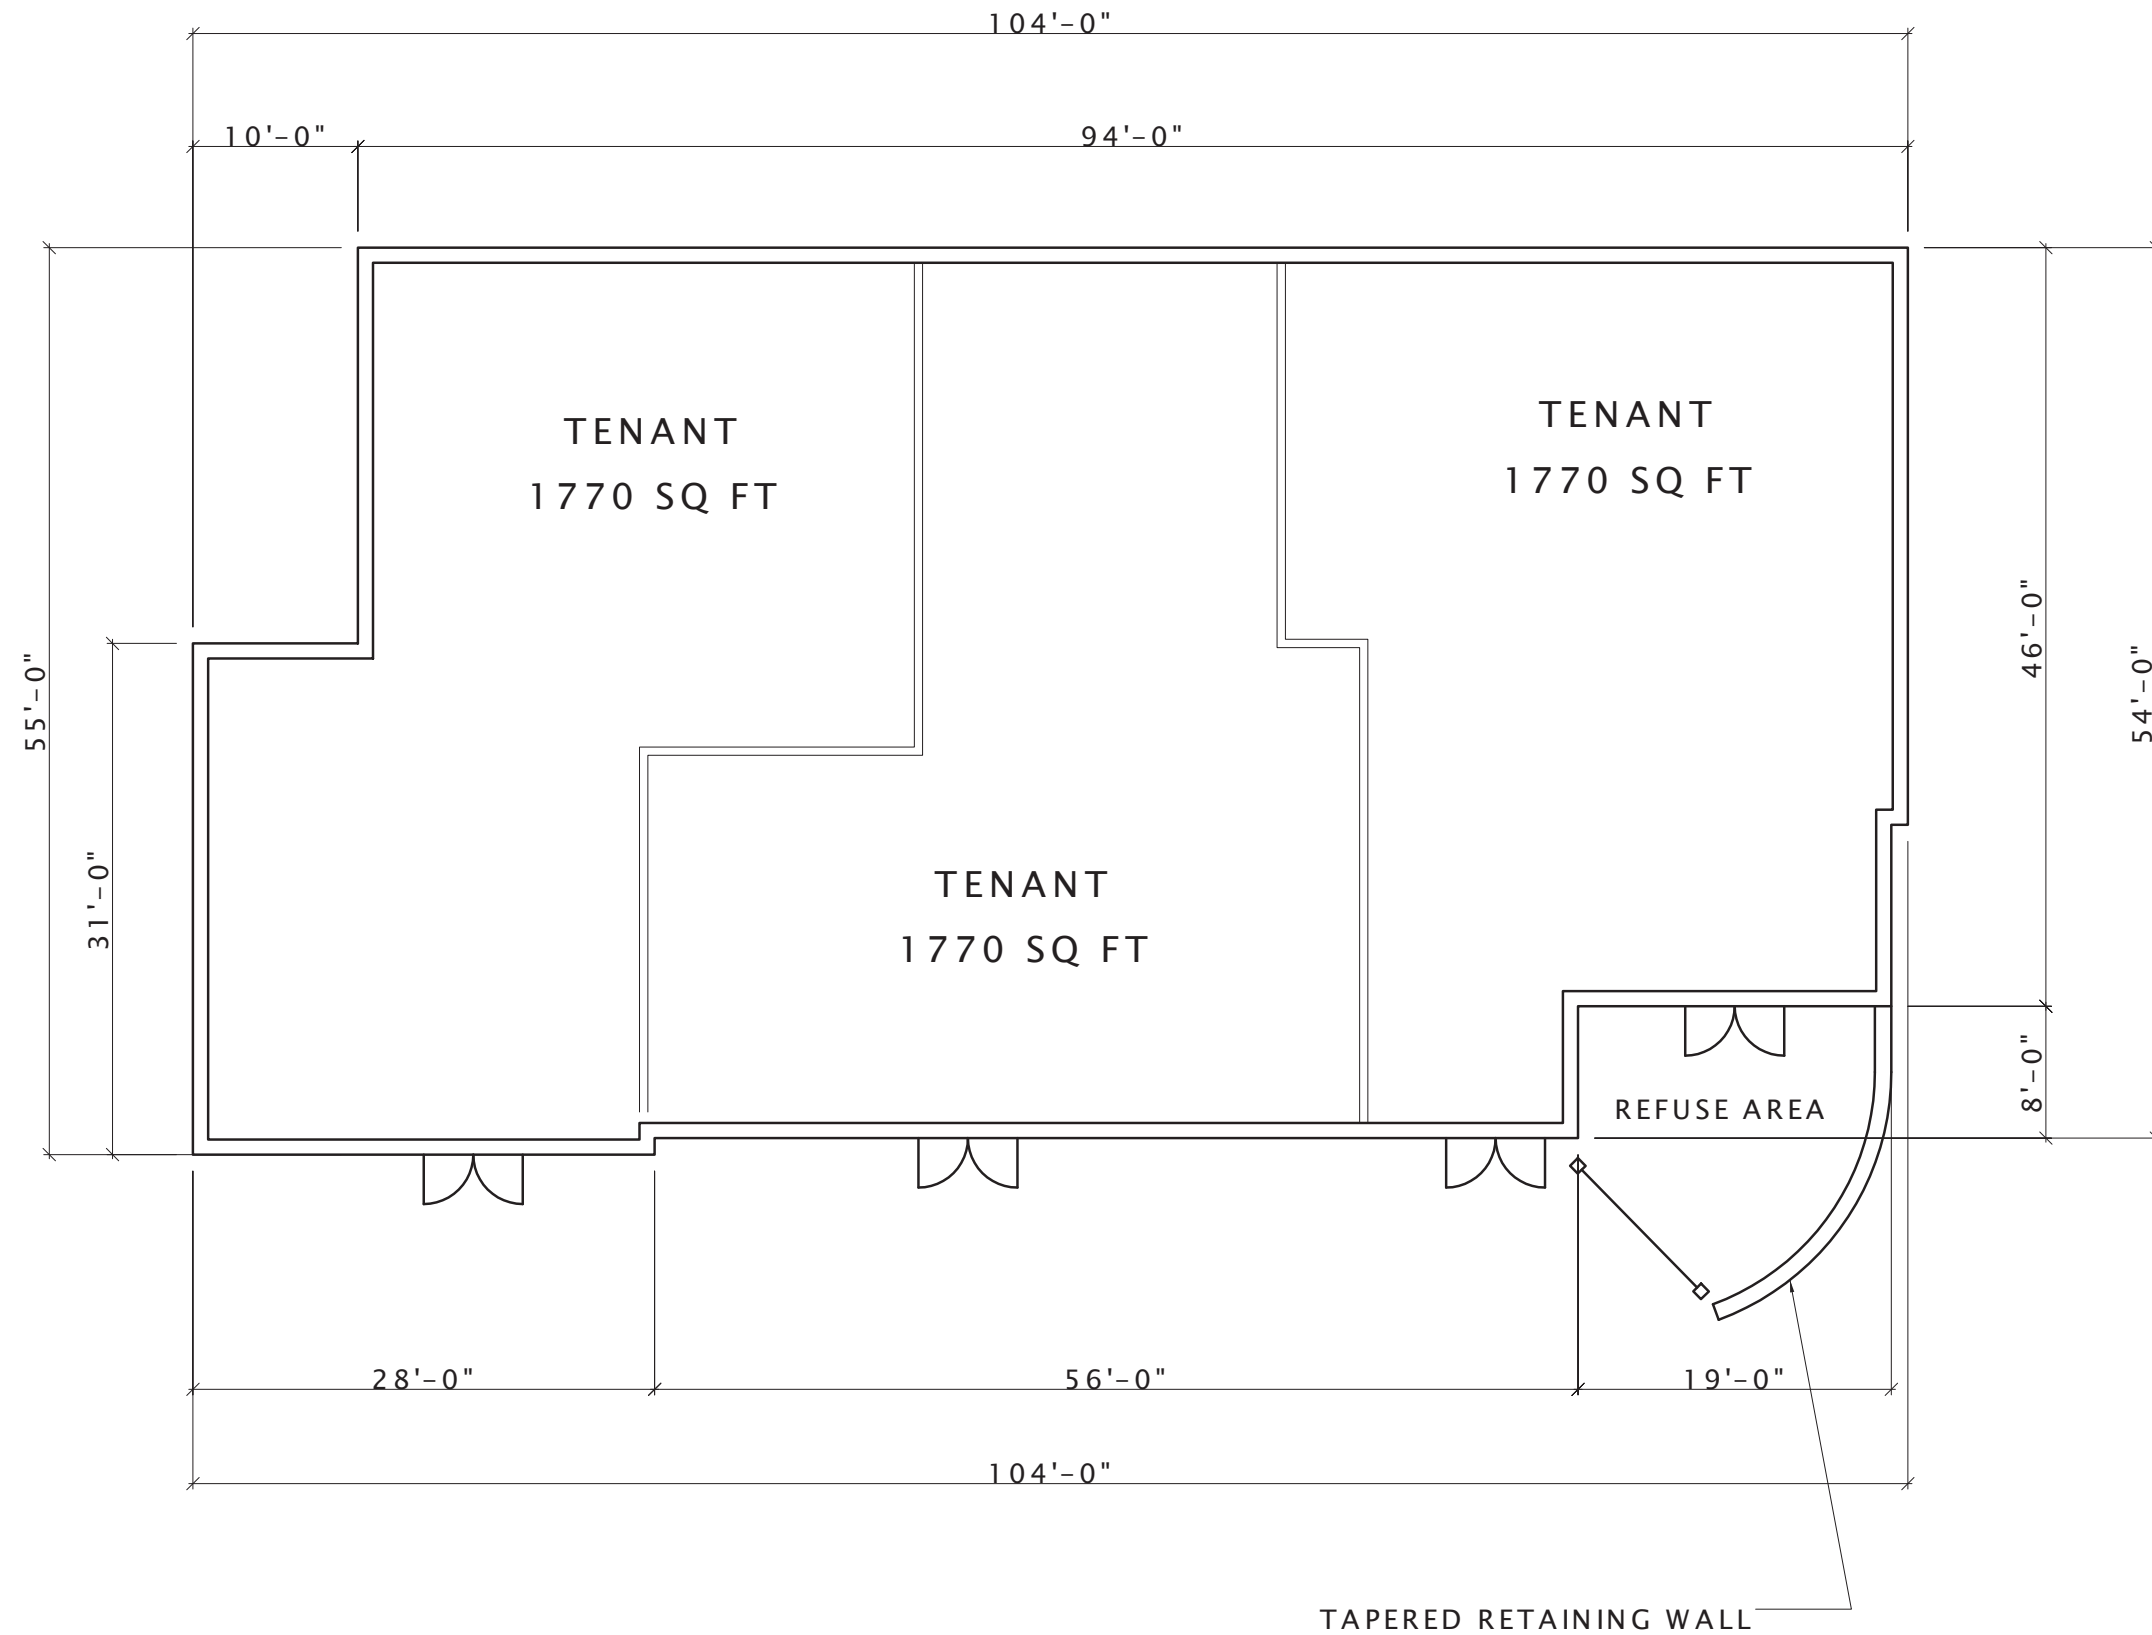 104'-0"
10'-0"
94'-0"
TENANT
1770 SQ FT
TENANT
1770 SQ FT
46'-0"
54'-0"
55'-0"
31'-0"
TENANT
1770 SQ FT
8'-0"
REFUSE AREA
28'-0"
56'-0"
19'-0"
104'-0"
TAPERED RETAINING WALL